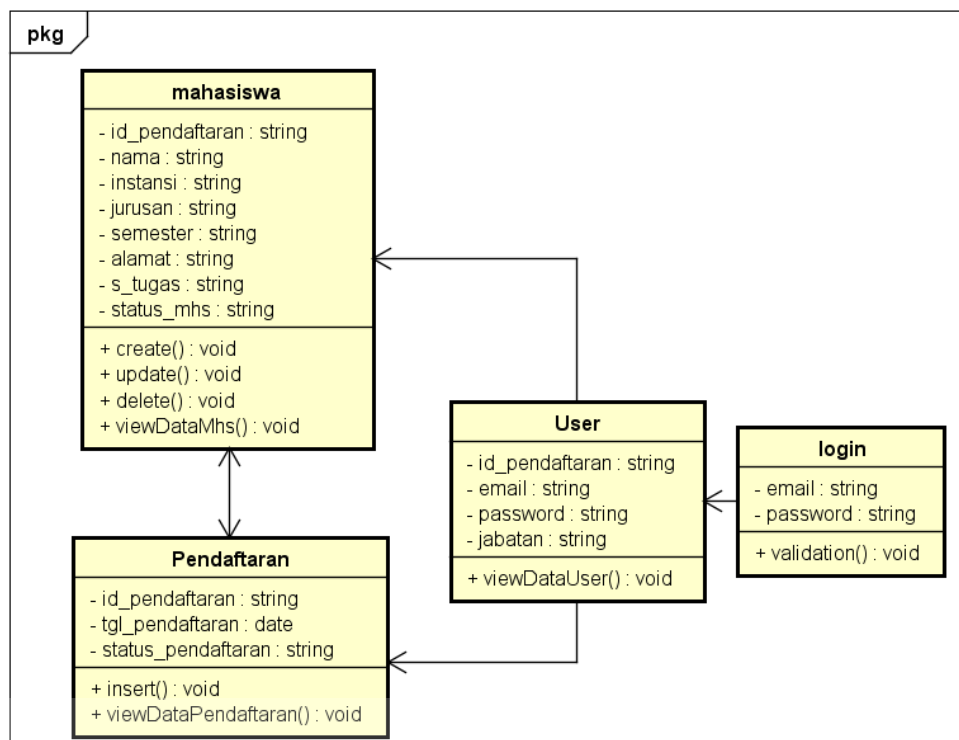 pkg
mahasiswa
- id_pendaftaran : string
- nama : string
- instansi : string
- jurusan : string
- semester : string
- alamat : string
- s_tugas : string
- status_mhs : string
+ create() : void
+ update() : void
+ delete() : void
+ viewDataMhs() : void
User
- id_pendaftaran : string
- email : string
- password : string
- jabatan : string
+ viewDataUser() : void
login
- email : string
- password : string
+ validation() : void
Pendaftaran
- id_pendaftaran : string
- tgl_pendaftaran : date
- status_pendaftaran : string
+ insert() : void
+ viewDataPendaftaran() : void